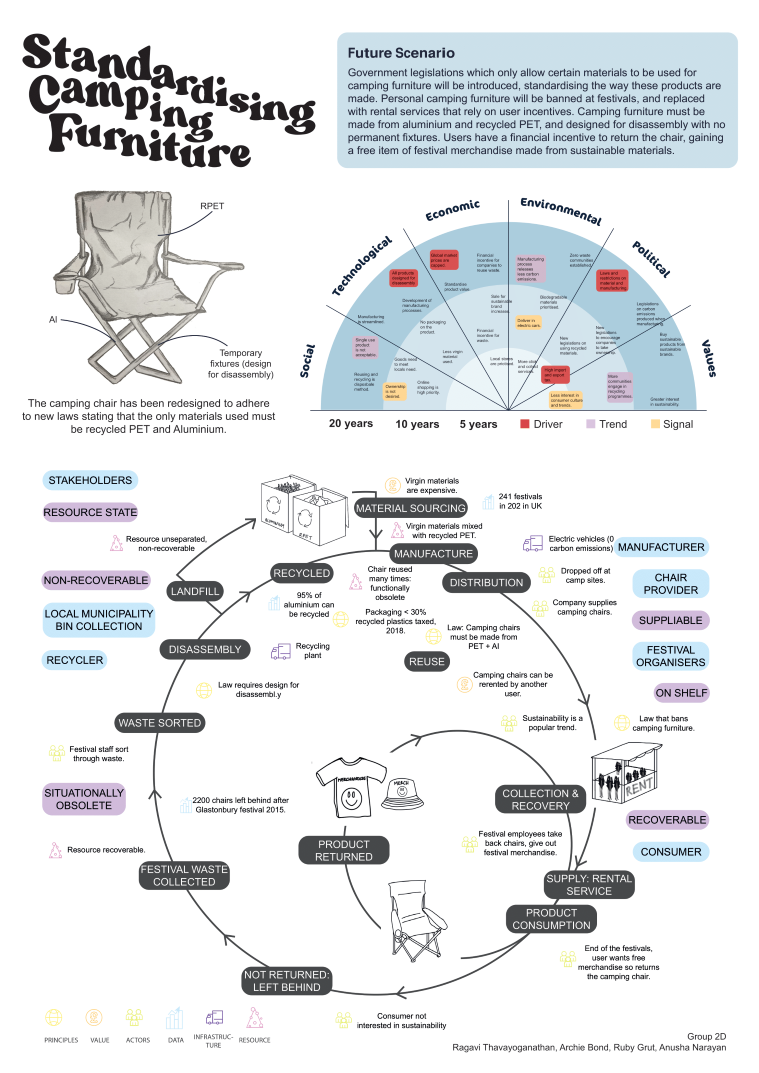 Standardising
Camping
Furniture
Future Scenario
Government legislations which only allow certain materials to be used for
camping furniture will be introduced, standardising the way these products are
made. Personal camping furniture will be banned at festivals, and replaced
with rental services that rely on user incentives. Camping furniture must be
made from aluminium and recycled PET, and designed for disassembly with no
permanent fixtures. Users have a financial incentive to return the chair, gaining
a free item of festival merchandise made from sustainable materials.
RPET
AI
Temporary
fixtures (design
for disassembly)
The camping chair has been redesigned to adhere
to new laws stating that the only materials used must
be recycled PET and Aluminium.
Social
Technological
Economic
Environmental
Political
Values
All products
designed for
disassembly.
Global market
prices are
Financial
incentive for
companies to
reuse waste.
Standardise
product value.
Manufacturing
process
releases
less carbon
emissions.
Zero waste
communities
established.
Laws and
restrictions on
material and
manufacturing.
Development of
manufacturing
processes.
Manufacturing
is streamlined.
No packaging
on the
product.
Sale for
sustainable
brand
increases.
Biodegradable
materials
prioritised.
Legislations
on carbon
emissions
produced when
manufacturing.
Single use
product
is not
acceptable.
Financial
incentive for
waste.
Deliver in
electric cars.
New
legislations on
using recycled
materials.
New
legislations
to encourage
companies
to take
ownership.
Buy
sustainable
products from
sustainable
brands.
Goods need
to meet
locals need.
Less virgin
material
used.
Local stores
are prioritised.
More visit
and collect
High import
and export
tax.
Reusing and
recycling is
disposable
method.
Ownership
is not
desired.
Online
shopping is
high priority.
Less interest in
consumer culture
and trends.
More
communities
engage in
recycling
programmes.
Greater interest
in sustainability.
20 years
10 years
5 years
Driver
Trend
Signal
STAKEHOLDERS
RESOURCE STATE
Resource unseparated,
non-recoverable
NON-RECOVERABLE
LOCAL MUNICIPALITY
BIN COLLECTION
RECYCLER
ALUMINIUM
RPET
Virgin materials
are expensive.
MATERIAL SOURCING
241 festivals
in 202 in UK
Virgin materials mixed
with recycled PET.
MANUFACTURE
Electric vehicles (0
carbon emissions)
MANUFACTURER
RECYCLED
LANDFILL
Chair reused
many times:
functionally
obsolete
DISTRIBUTION
Dropped off at
camp sites.
CHAIR
PROVIDER
95% of
aluminium can
be recycled
Packaging < 30%
recycled plastics taxed,
2018.
Company supplies
camping chairs.
SUPPLIABLE
Law: Camping chairs
must be made from
PET + AI
DISASSEMBLY
Recycling
plant
REUSE
FESTIVAL
ORGANISERS
Law requires design for
disassembl.y
Camping chairs can be
rerented by another
user.
ON SHELF
WASTE SORTED
Sustainability is a
popular trend.
Law that bans
camping furniture.
Festival staff sort
through waste.
MERCHANDISE
MERCH
RENT
SITUATIONALLY
OBSOLETE
2200 chairs left behind after
Glastonbury festival 2015.
COLLECTION &
RECOVERY
RECOVERABLE
Resource recoverable.
PRODUCT
RETURNED
Festival employees take
back chairs, give out
festival merchandise.
CONSUMER
FESTIVAL WASTE
COLLECTED
SUPPLY: RENTAL
SERVICE
PRODUCT
CONSUMPTION
End of the festivals,
user wants free
merchandise so returns
the camping chair.
NOT RETURNED:
LEFT BEHIND
Consumer not
interested in sustainability
PRINCIPLES
VALUE
ACTORS
DATA
INFRASTRUC-
TURE
RESOURCE
Group 2D
Ragavi Thavayoganathan, Archie Bond, Ruby Grut, Anusha Narayan